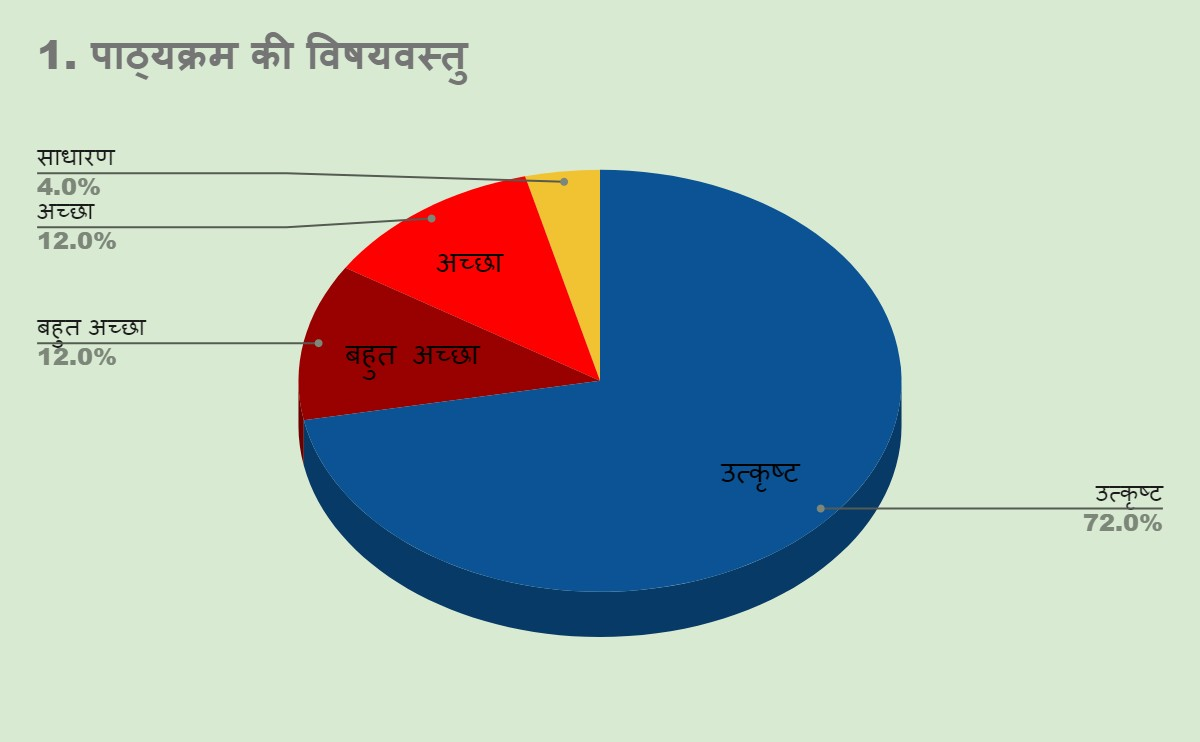 1. पाठ्यक्रम की विषयवस्तु
साधारण
4.0%
अच्छा
12.0%
अच्छा
बहुत अच्छा
12.0%
बहुत अच्छा
उत्कृष्ट
उत्कृष्ट
72.0%